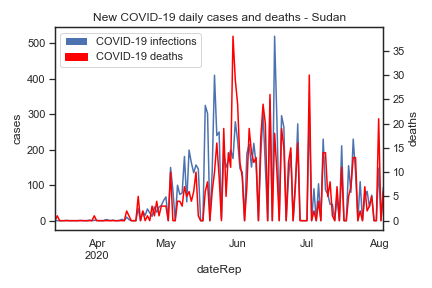 New COVID-19 daily cases and deaths - Sudan
COVID-19 infections
COVID-19 deaths
500
400
300
200
100
0
cases
35
30
25
20
15
10
5
0
deaths
Apr
2020
May
Jun
Jul
Aug
dateRep